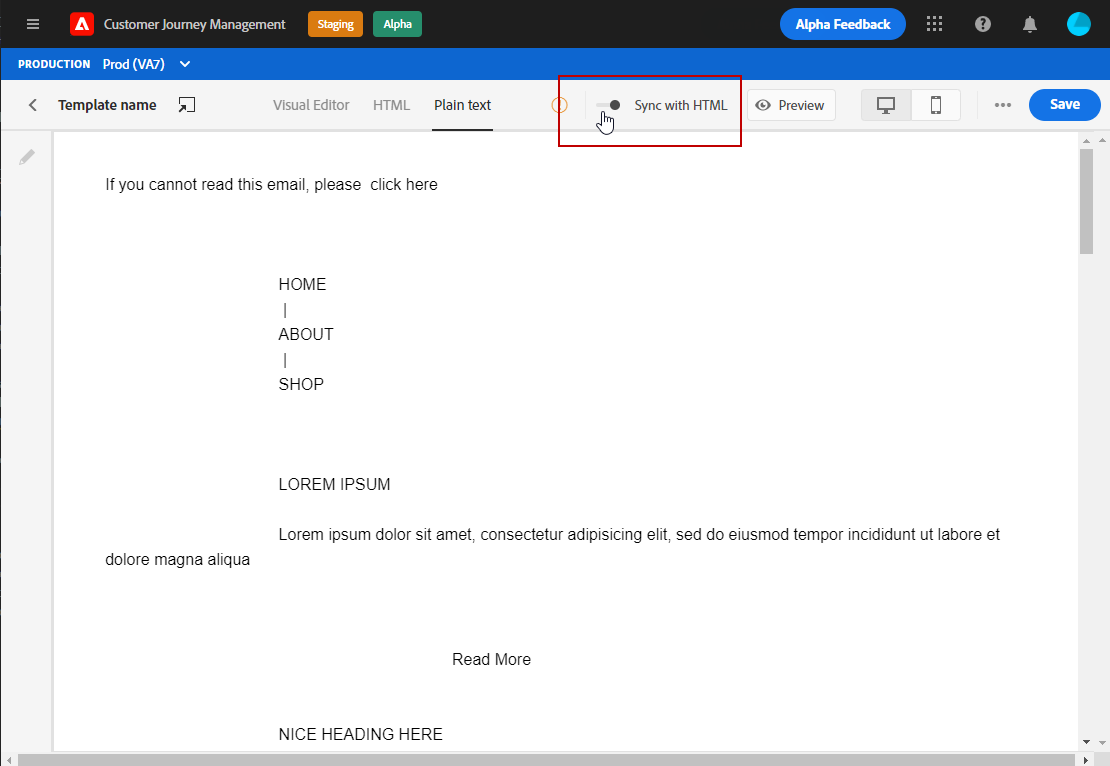 Customer Journey Management Staging Alpha Alpha Feedback
PRODUCTION Prod (VA7)
Template name Visual Editor HTML Plain text Sync with HTML Preview Save
If you cannot read this email, please  click here
HOME
|
ABOUT
|
SHOP
LOREM IPSUM
Lorem ipsum dolor sit amet, consectetur adipisicing elit, sed do eiusmod tempor incididunt ut labore et
dolore magna aliqua
Read More
NICE HEADING HERE